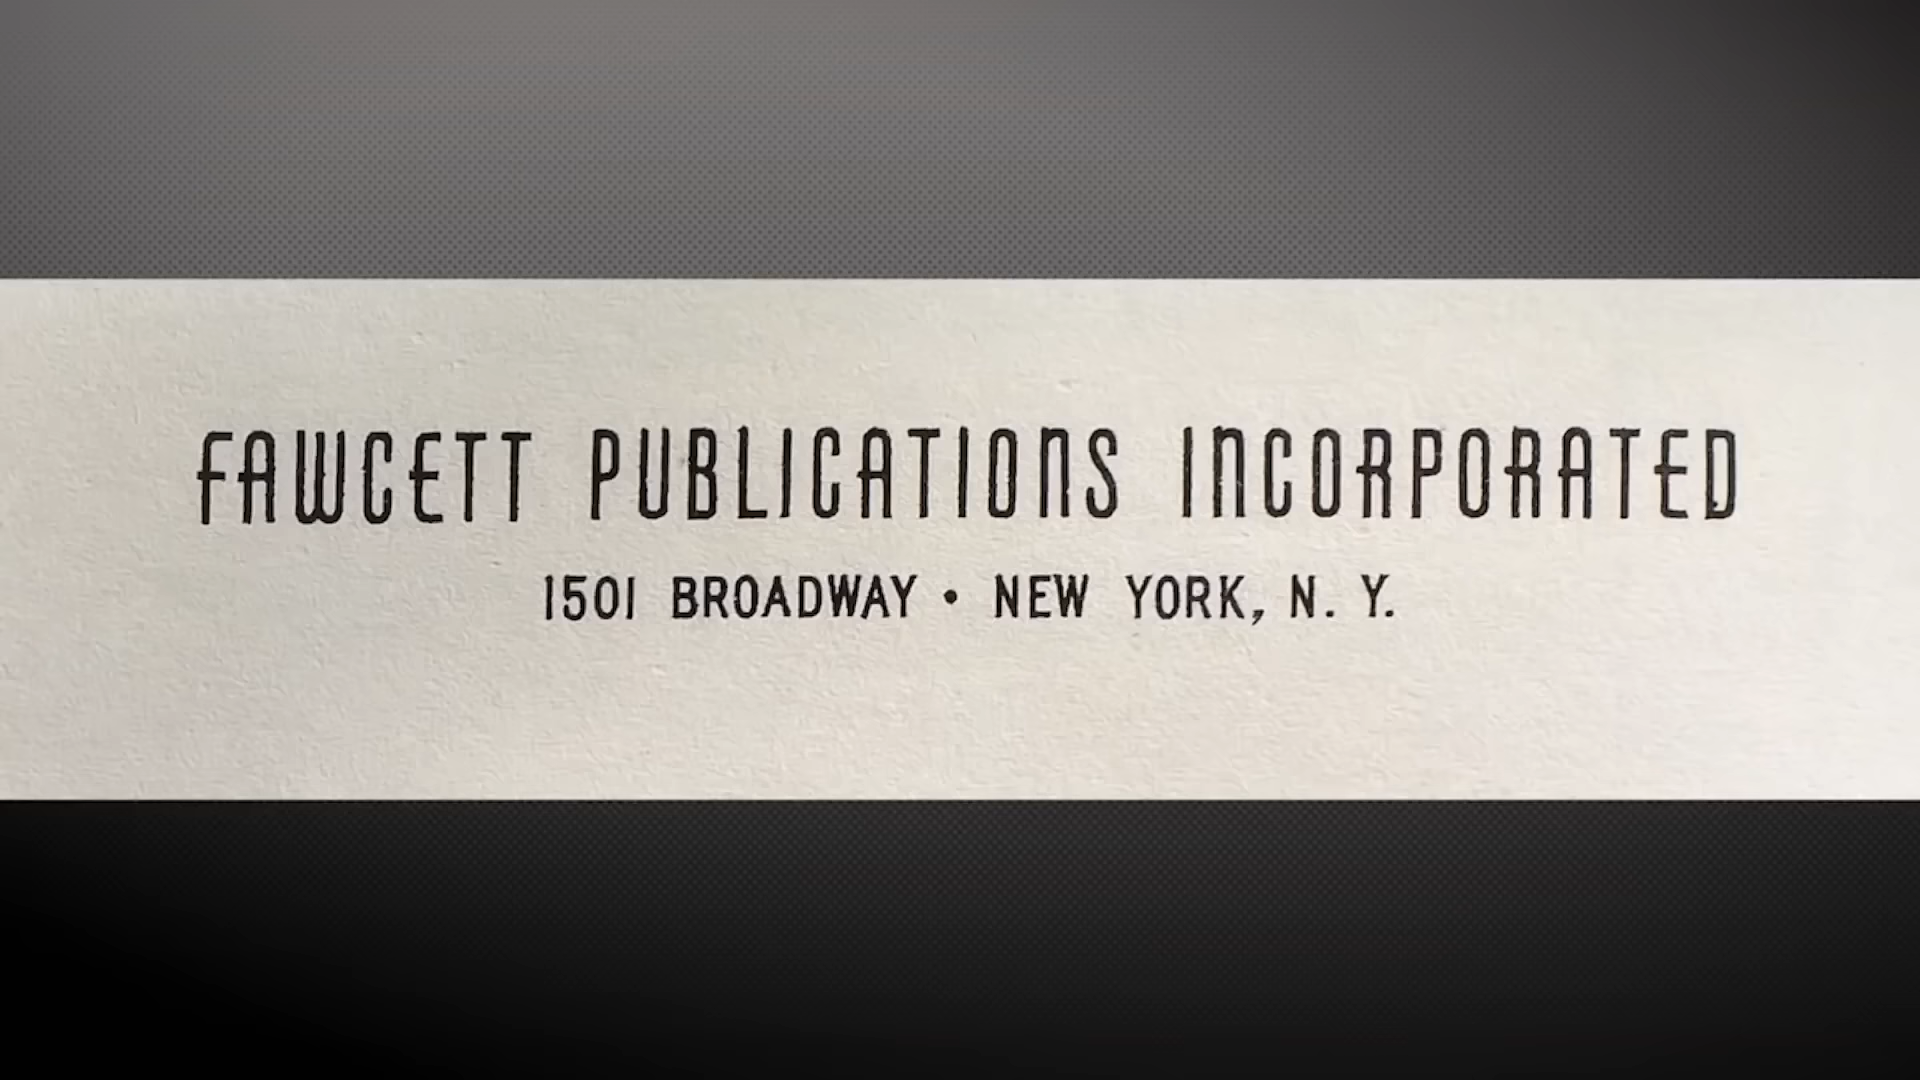 FAWCETT PUBLICATIONS INCORPORATED
1501 BROADWAY • NEW YORK, N. Y.